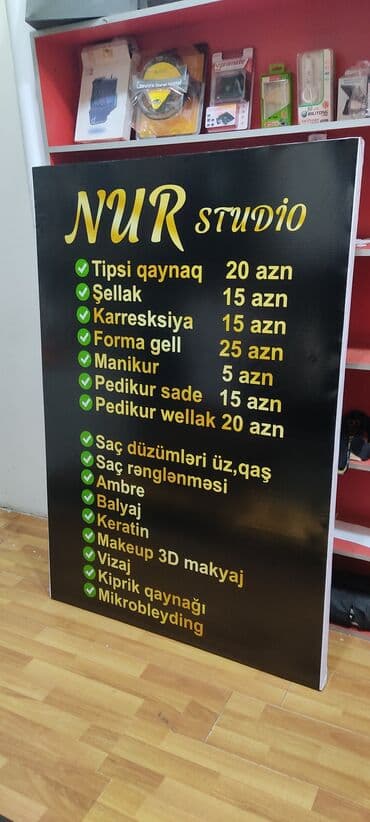 NUR STUDİO
Tipsi qaynaq 20 azn
Şellak 15 azn
Karresksiya 15 azn
Forma gell 25 azn
Manikur 5 azn
Pedikur sade 15 azn
Pedikur wellak 20 azn
Saç düzümləri üz,qaş
Saç rənglənməsi
Ambre
Balyaj
Keratin
Makeup 3D makyaj
Vizaj
Kiprik qaynağı
Mikrobleyding